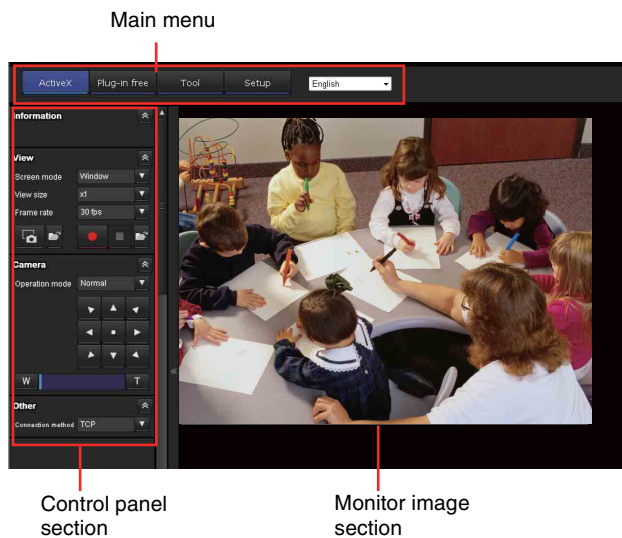 Main menu
ActiveX Plug-in free Tool Setup English
Information
View
Screen mode Window
View size x1
Frame rate 30 fps
Camera
Operation mode Normal
W T
Other
Connection method TCP
Control panel
section
Monitor image
section